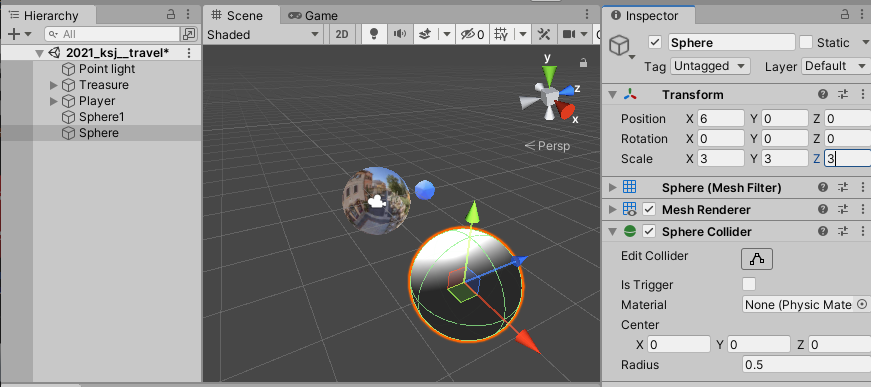 Hierarchy
All
2021_ksj__travel*
Point light
Treasure
Player
Sphere1
Sphere
Scene
Game
Shaded
2D
0
y
z
x
Persp
Inspector
Sphere
Static
Tag Untagged Layer Default
Transform
Position X 6 Y 0 Z 0
Rotation X 0 Y 0 Z 0
Scale X 3 Y 3 Z 3
Sphere (Mesh Filter)
Mesh Renderer
Sphere Collider
Edit Collider
Is Trigger
Material None (Physic Mate
Center
X 0 Y 0 Z 0
Radius 0.5